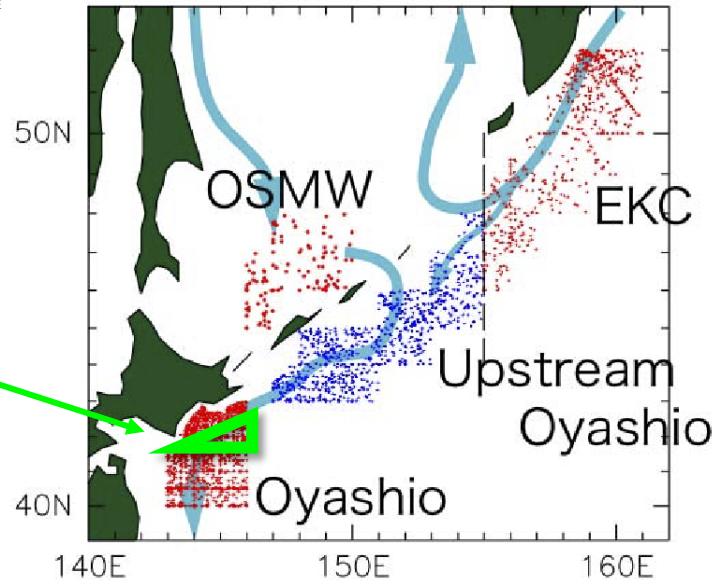 50N
OSMW
EKC
Upstream
Oyashio
40N
Oyashio
140E
150E
160E